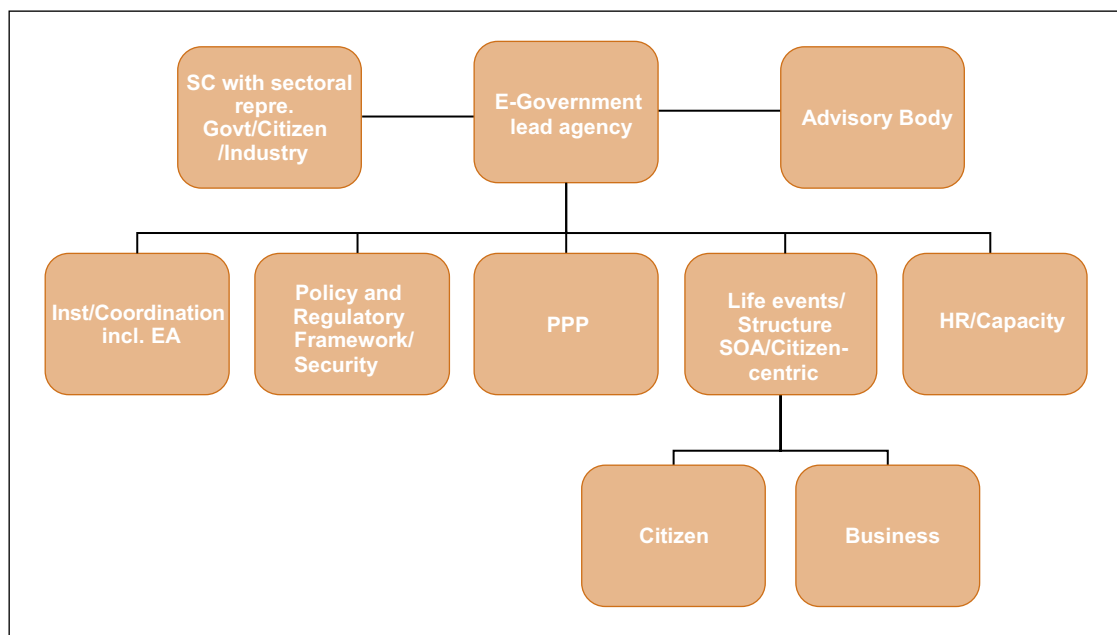 SC with sectoral
repre.
Govt/Citizen
/Industry
E-Government
lead agency
Advisory Body
Inst/Coordination
incl. EA
Policy and
Regulatory
Framework/
Security
PPP
Life events/
Structure
SOA/Citizen-
centric
HR/Capacity
Citizen
Business